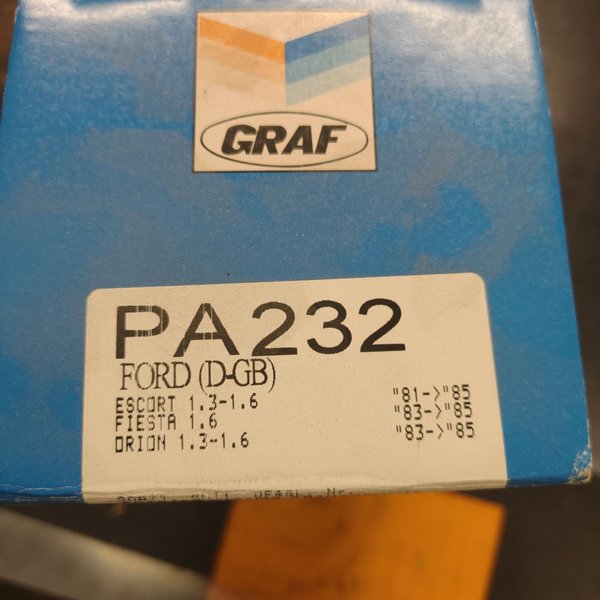 GRAF
PA232
FORD (D-GB)
ESCORT 1.3-1.6 "81->"85
FIESTA 1.6 "83->"85
ORION 1.3-1.6 "83->"85